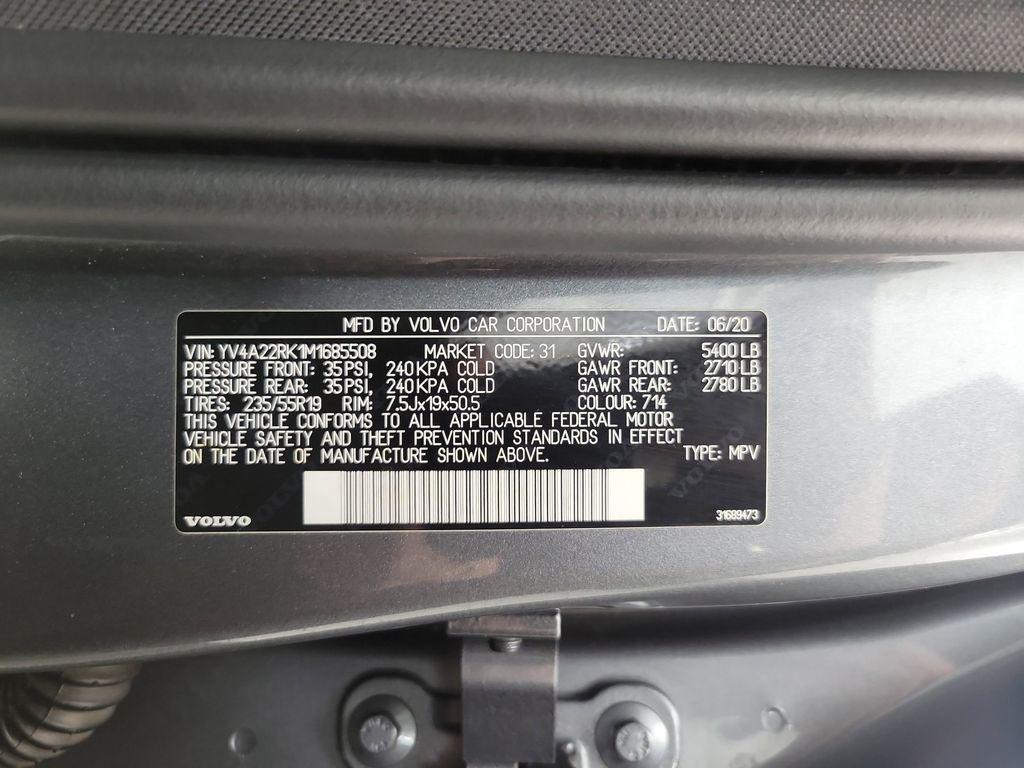 MFD BY VOLVO CAR CORPORATION DATE: 06/20
VIN: YV4A22RK1M1685508 MARKET CODE: 31 GVWR: 5400 LB
PRESSURE FRONT: 35 PSI, 240 KPA COLD GAWR FRONT: 2710 LB
PRESSURE REAR: 35 PSI, 240 KPA COLD GAWR REAR: 2780 LB
TIRES: 235/55R19 RIM: 7.5Jx19x50.5 COLOUR: 714
THIS VEHICLE CONFORMS TO ALL APPLICABLE FEDERAL MOTOR
VEHICLE SAFETY AND THEFT PREVENTION STANDARDS IN EFFECT
ON THE DATE OF MANUFACTURE SHOWN ABOVE. TYPE: MPV
VOLVO 31689473